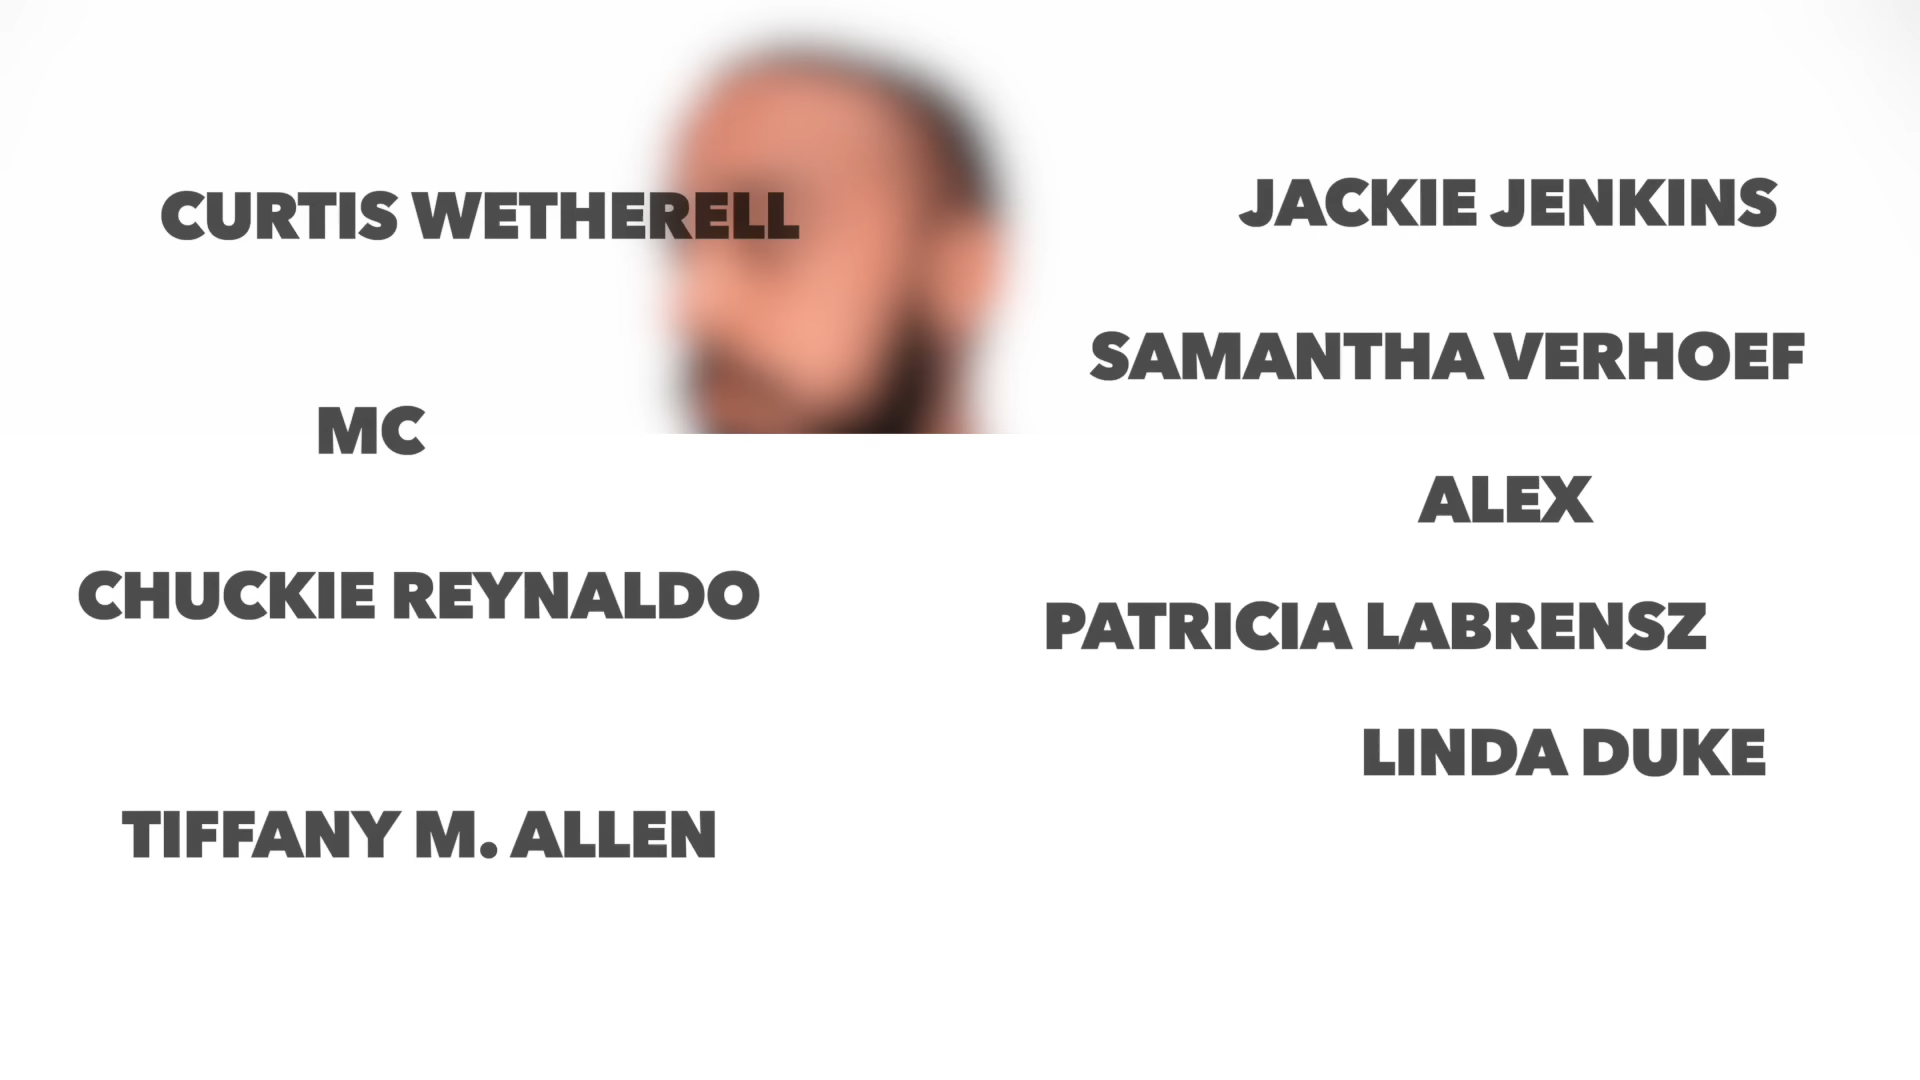 CURTIS WETHERELL
MC
CHUCKIE REYNALDO
TIFFANY M. ALLEN
JACKIE JENKINS
SAMANTHA VERHOEF
ALEX
PATRICIA LABRENSZ
LINDA DUKE